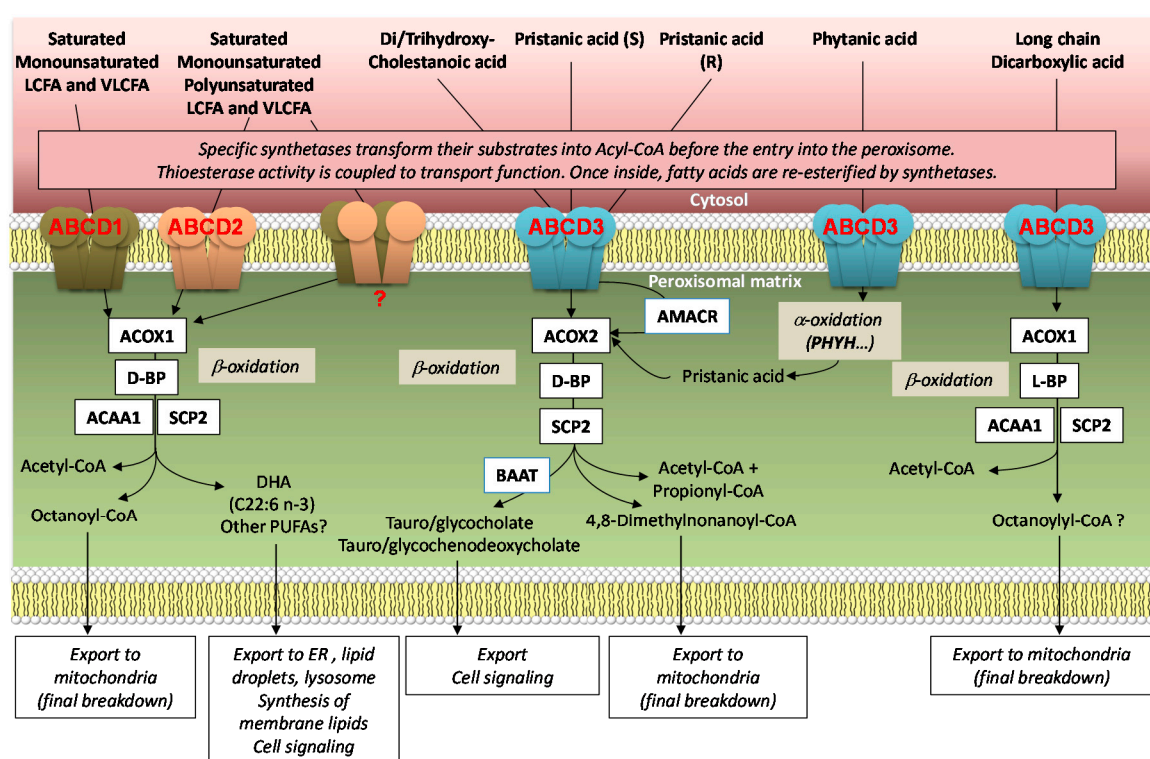 Saturated
Monounsaturated
LCFA and VLCFA
Saturated
Monounsaturated
Polyunsaturated
LCFA and VLCFA
Di/Trihydroxy-
Cholestanoic acid
Pristanic acid (S)
Pristanic acid
(R)
Phytanic acid
Long chain
Dicarboxylic acid
Specific synthetases transform their substrates into Acyl-CoA before the entry into the peroxisome.
Thioesterase activity is coupled to transport function. Once inside, fatty acids are re-esterified by synthetases.
Cytosol
ABCD1
ABCD2
?
ABCD3
ABCD3
ABCD3
Peroxisomal matrix
ACOX1
D-BP
ACAA1
SCP2
β-oxidation
Acetyl-CoA
Octanoyl-CoA
DHA
(C22:6 n-3)
Other PUFAs?
β-oxidation
ACOX2
AMACR
D-BP
SCP2
BAAT
α-oxidation
(PHYH...)
Pristanic acid
Acetyl-CoA +
Propionyl-CoA
4,8-Dimethylnonanoyl-CoA
Tauro/glycocholate
Tauro/glycochenodeoxycholate
β-oxidation
ACOX1
L-BP
ACAA1
SCP2
Acetyl-CoA
Octanoylyl-CoA ?
Export to
mitochondria
(final breakdown)
Export to ER , lipid
droplets, lysosome
Synthesis of
membrane lipids
Cell signaling
Export
Cell signaling
Export to
mitochondria
(final breakdown)
Export to mitochondria
(final breakdown)